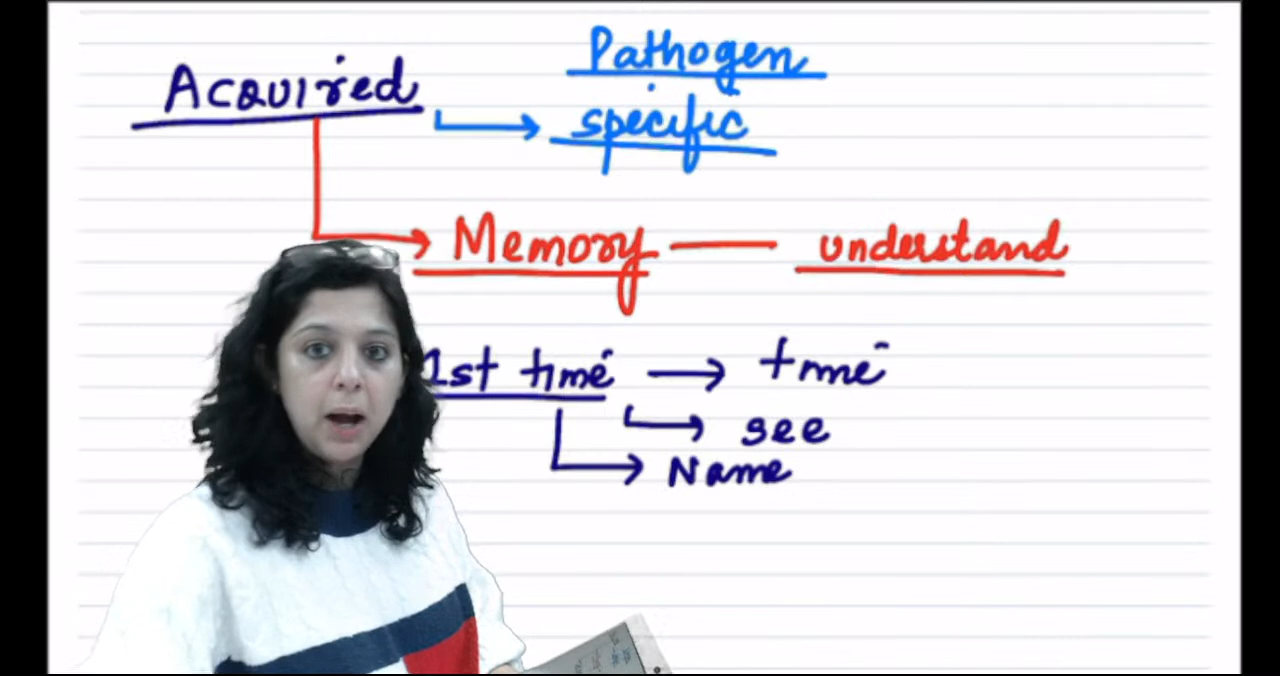 Pathogen
Acquired
specific
Memory — understand
1st time → time
see
Name